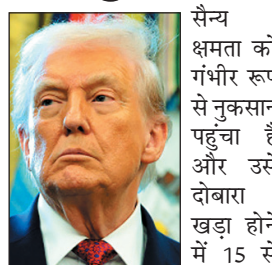 सैन्य
क्षमता को
गंभीर रूप
से नुकसान
पहुंचा है
और उसे
दोबारा
खड़ा होने
में 15 से